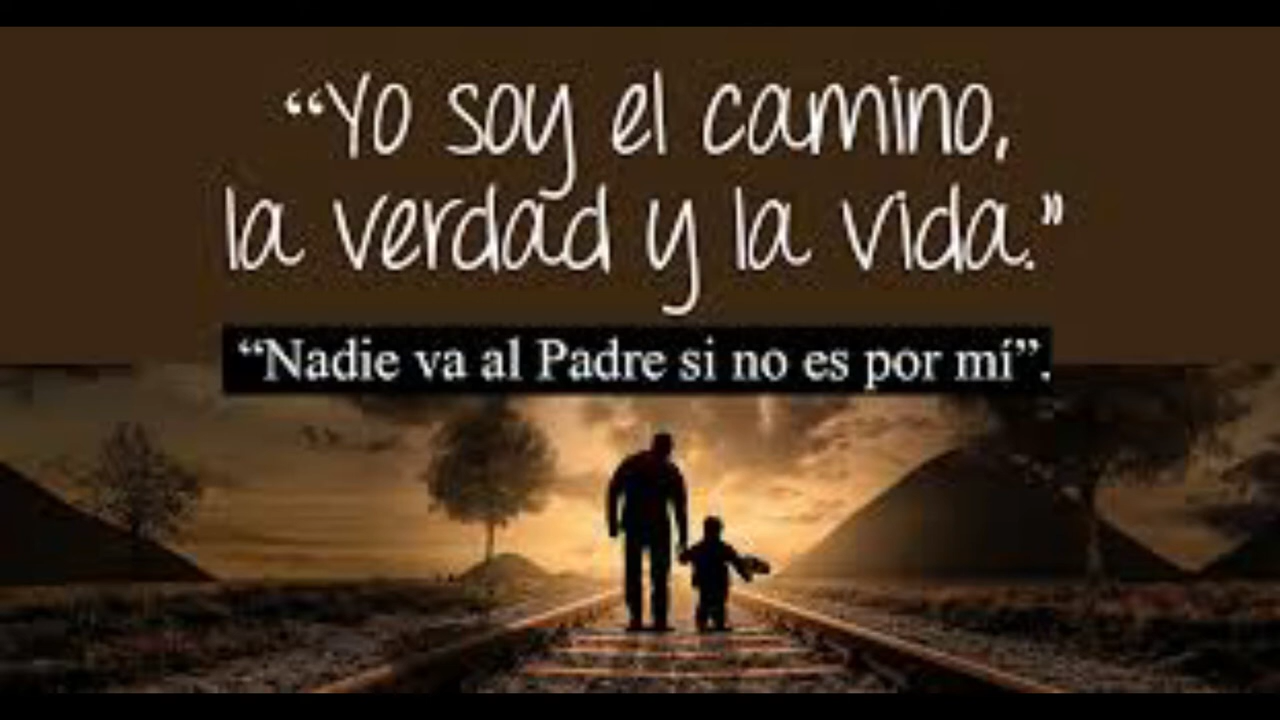 “Yo soy el camino,
la verdad y la vida.”
“Nadie va al Padre si no es por mí”.